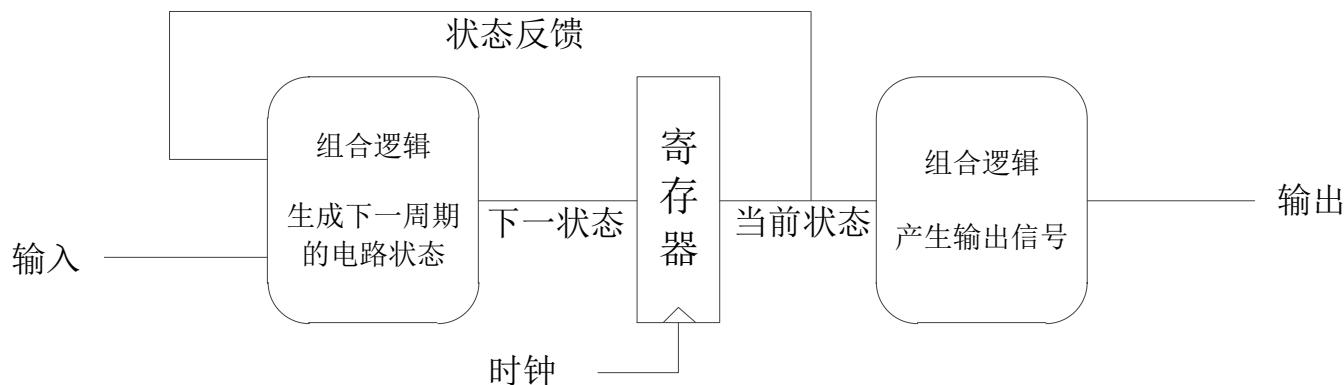 状态反馈
组合逻辑
生成下一周期
的电路状态
寄
存
器
组合逻辑
产生输出信号
下一状态
当前状态
输入
输出
时钟